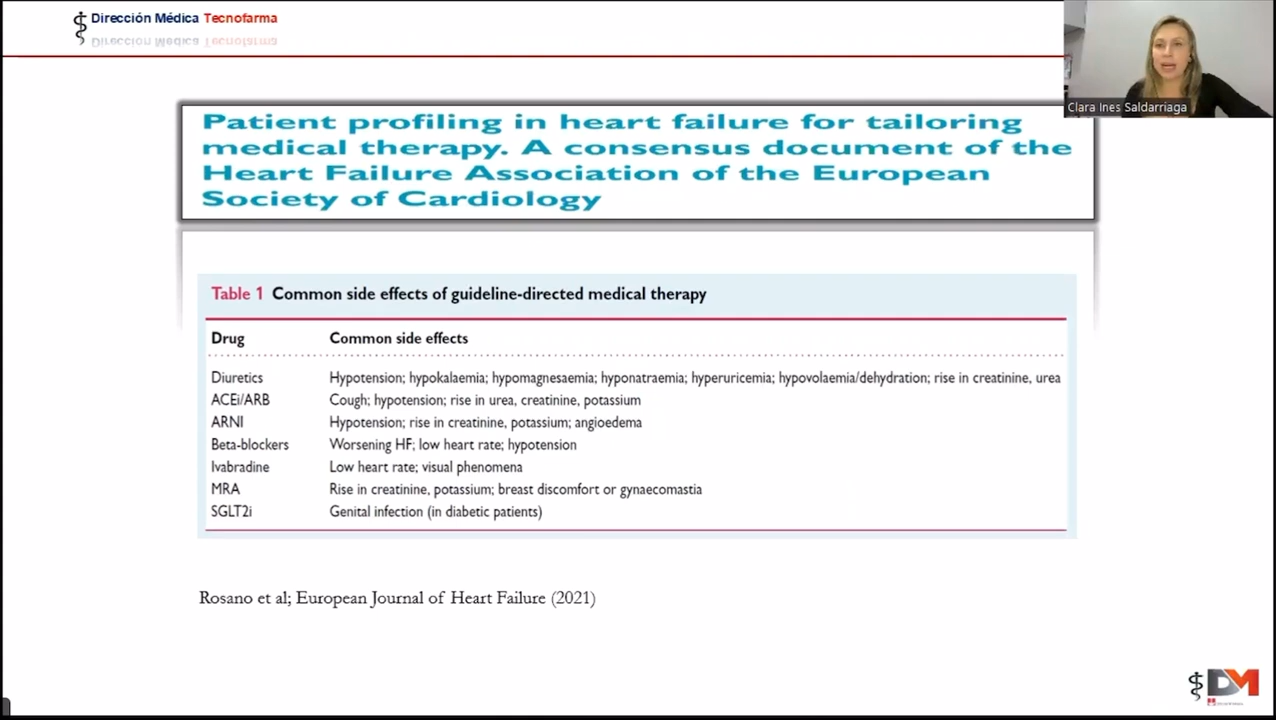 Dirección Médica Tecnofarma
Clara Ines Saldarriaga
Patient profiling in heart failure for tailoring
medical therapy. A consensus document of the
Heart Failure Association of the European
Society of Cardiology
Table 1 Common side effects of guideline-directed medical therapy
Drug Common side effects
Diuretics Hypotension; hypokalaemia; hypomagnesaemia; hyponatraemia; hyperuricemia; hypovolaemia/dehydration; rise in creatinine, urea
ACEi/ARB Cough; hypotension; rise in urea, creatinine, potassium
ARNI Hypotension; rise in creatinine, potassium; angioedema
Beta-blockers Worsening HF; low heart rate; hypotension
Ivabradine Low heart rate; visual phenomena
MRA Rise in creatinine, potassium; breast discomfort or gynaecomastia
SGLT2i Genital infection (in diabetic patients)
Rosano et al; European Journal of Heart Failure (2021)
DM